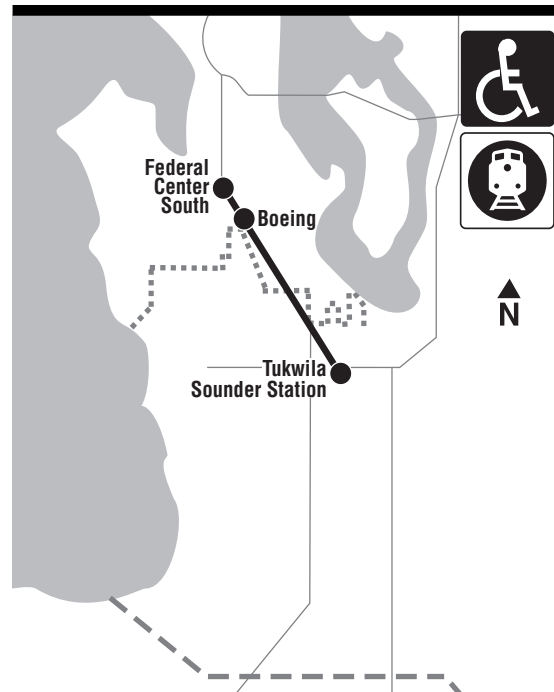 Federal
Center
South
Boeing
N
Tukwila
Sounder Station